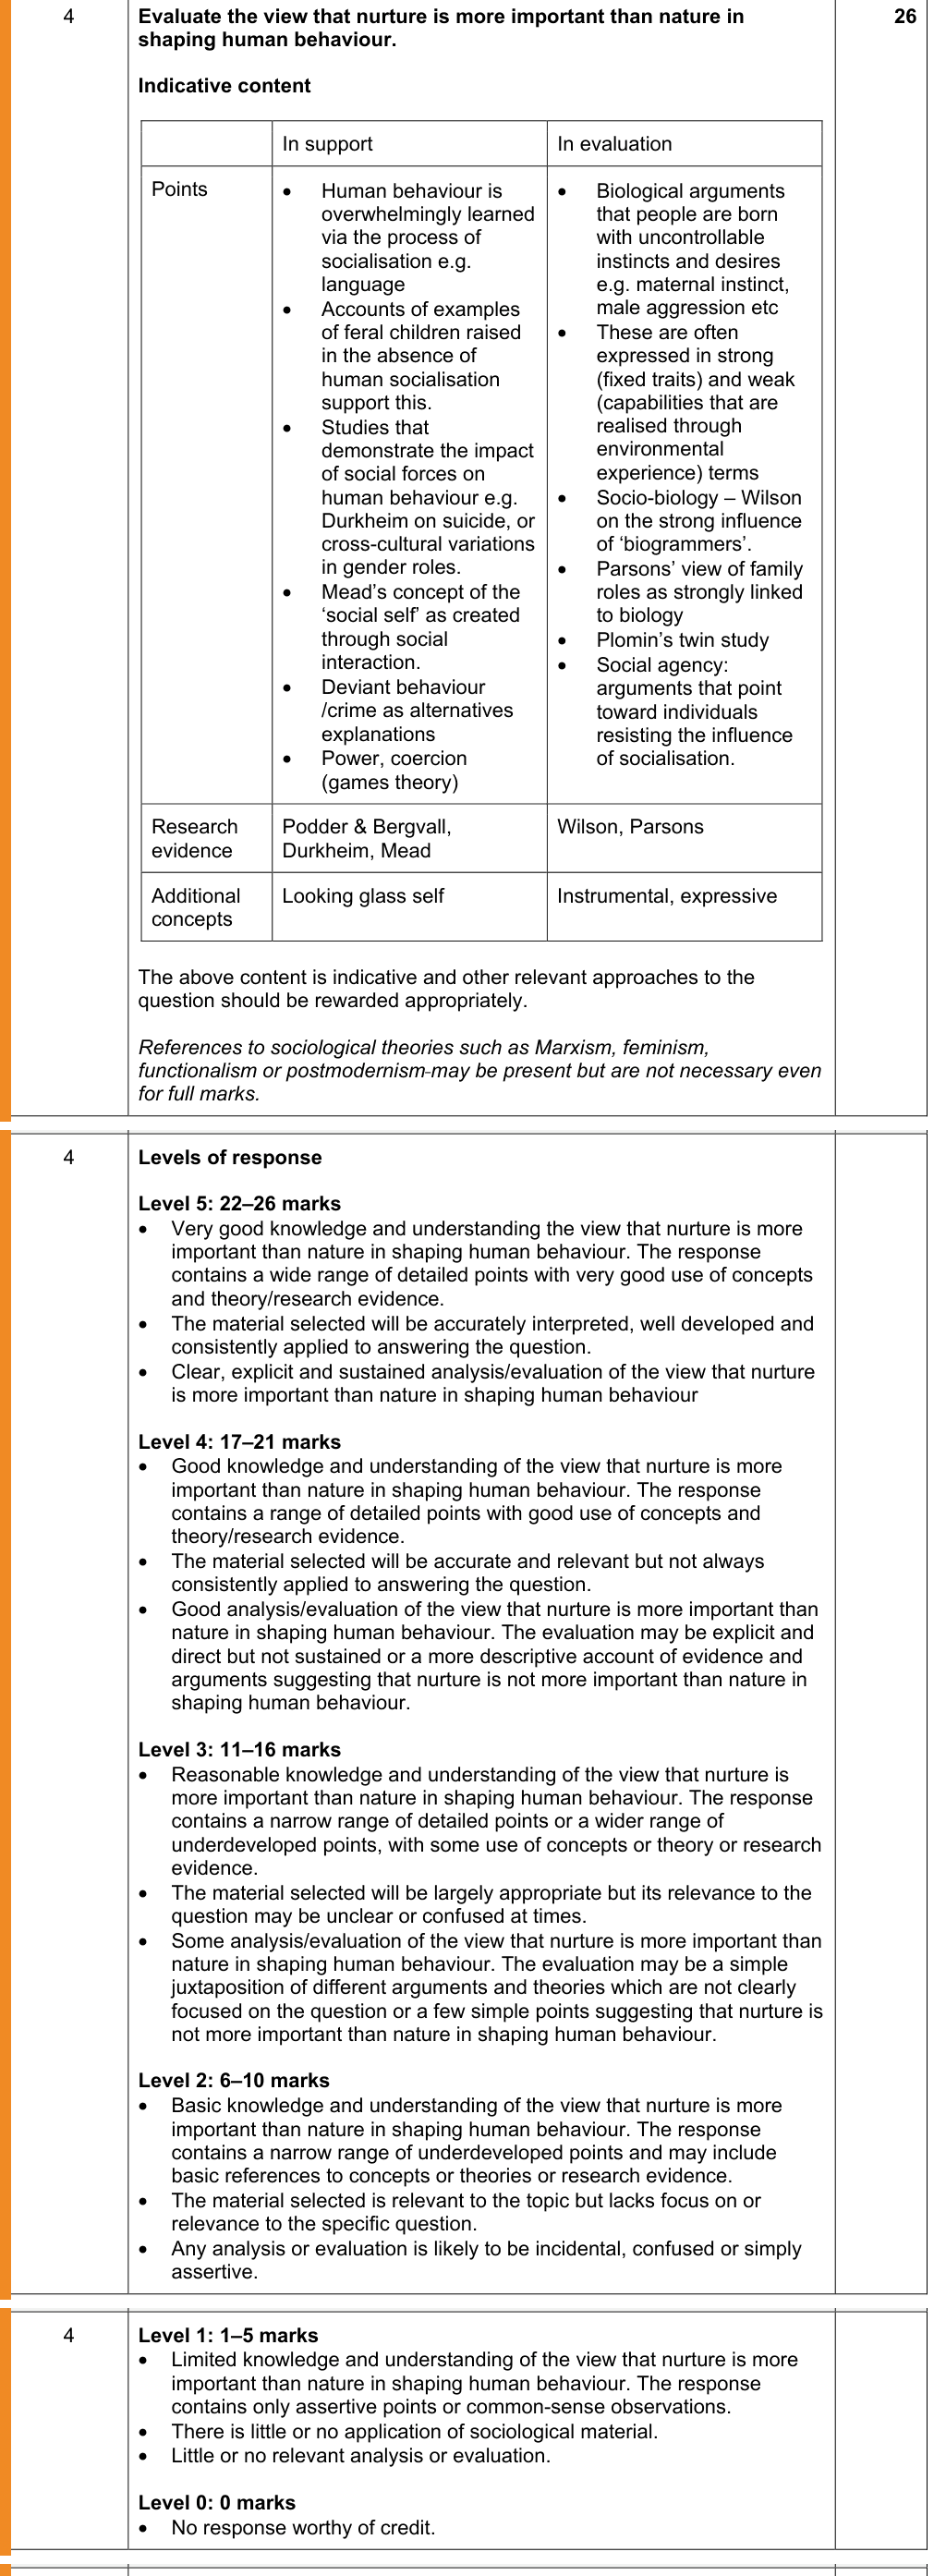 4
Evaluate the view that nurture is more important than nature in
shaping human behaviour.
26
Indicative content
In support
In evaluation
Points
• Human behaviour is
overwhelmingly learned
via the process of
socialisation e.g.
language
• Accounts of examples
of feral children raised
in the absence of
human socialisation
support this.
• Studies that
demonstrate the impact
of social forces on
human behaviour e.g.
Durkheim on suicide, or
cross-cultural variations
in gender roles.
• Mead’s concept of the
‘social self’ as created
through social
interaction.
• Deviant behaviour
/crime as alternatives
explanations
• Power, coercion
(games theory)
• Biological arguments
that people are born
with uncontrollable
instincts and desires
e.g. maternal instinct,
male aggression etc
• These are often
expressed in strong
(fixed traits) and weak
(capabilities that are
realised through
environmental
experience) terms
• Socio-biology – Wilson
on the strong influence
of ‘biogrammers’.
• Parsons’ view of family
roles as strongly linked
to biology
• Plomin’s twin study
• Social agency:
arguments that point
toward individuals
resisting the influence
of socialisation.
Research
evidence
Podder & Bergvall,
Durkheim, Mead
Wilson, Parsons
Additional
concepts
Looking glass self
Instrumental, expressive
The above content is indicative and other relevant approaches to the
question should be rewarded appropriately.
References to sociological theories such as Marxism, feminism,
functionalism or postmodernism-may be present but are not necessary even
for full marks.
4
Levels of response
Level 5: 22–26 marks
• Very good knowledge and understanding the view that nurture is more
important than nature in shaping human behaviour. The response
contains a wide range of detailed points with very good use of concepts
and theory/research evidence.
• The material selected will be accurately interpreted, well developed and
consistently applied to answering the question.
• Clear, explicit and sustained analysis/evaluation of the view that nurture
is more important than nature in shaping human behaviour
Level 4: 17–21 marks
• Good knowledge and understanding of the view that nurture is more
important than nature in shaping human behaviour. The response
contains a range of detailed points with good use of concepts and
theory/research evidence.
• The material selected will be accurate and relevant but not always
consistently applied to answering the question.
• Good analysis/evaluation of the view that nurture is more important than
nature in shaping human behaviour. The evaluation may be explicit and
direct but not sustained or a more descriptive account of evidence and
arguments suggesting that nurture is not more important than nature in
shaping human behaviour.
Level 3: 11–16 marks
• Reasonable knowledge and understanding of the view that nurture is
more important than nature in shaping human behaviour. The response
contains a narrow range of detailed points or a wider range of
underdeveloped points, with some use of concepts or theory or research
evidence.
• The material selected will be largely appropriate but its relevance to the
question may be unclear or confused at times.
• Some analysis/evaluation of the view that nurture is more important than
nature in shaping human behaviour. The evaluation may be a simple
juxtaposition of different arguments and theories which are not clearly
focused on the question or a few simple points suggesting that nurture is
not more important than nature in shaping human behaviour.
Level 2: 6–10 marks
• Basic knowledge and understanding of the view that nurture is more
important than nature in shaping human behaviour. The response
contains a narrow range of underdeveloped points and may include
basic references to concepts or theories or research evidence.
• The material selected is relevant to the topic but lacks focus on or
relevance to the specific question.
• Any analysis or evaluation is likely to be incidental, confused or simply
assertive.
4
Level 1: 1–5 marks
• Limited knowledge and understanding of the view that nurture is more
important than nature in shaping human behaviour. The response
contains only assertive points or common-sense observations.
• There is little or no application of sociological material.
• Little or no relevant analysis or evaluation.
Level 0: 0 marks
• No response worthy of credit.